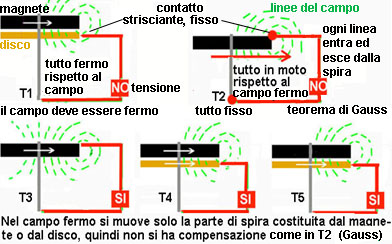 magnete
contatto
strisciante, fisso
linee del campo
disco
ogni linea
entra ed
esce dalla
spira
tutto fermo
rispetto al
campo
NO
tensione
T1
il campo deve essere fermo
tutto in moto
rispetto al
campo fermo
NO
T2
tutto fisso
teorema di Gauss
T3
SI
T4
SI
T5
SI
Nel campo fermo si muove solo la parte di spira costituita dal magne-
te o dal disco, quindi non si ha compensazione come in T2 (Gauss)